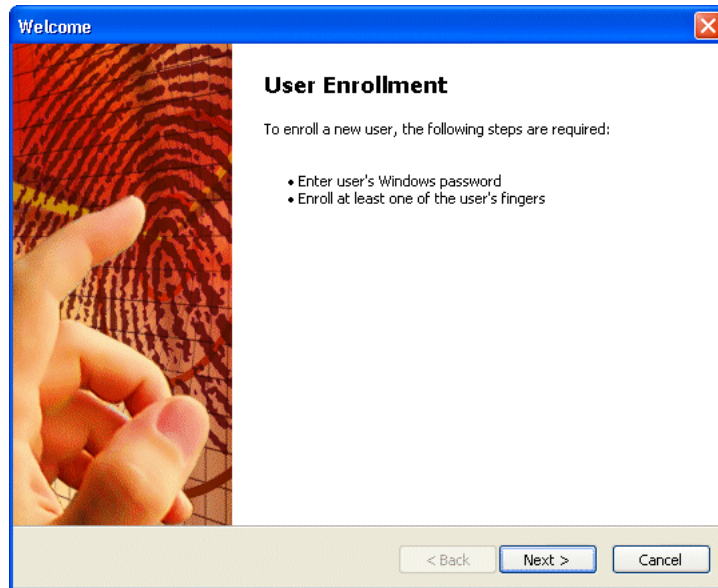 Welcome
User Enrollment
To enroll a new user, the following steps are required:
• Enter user's Windows password
• Enroll at least one of the user's fingers
< Back
Next >
Cancel